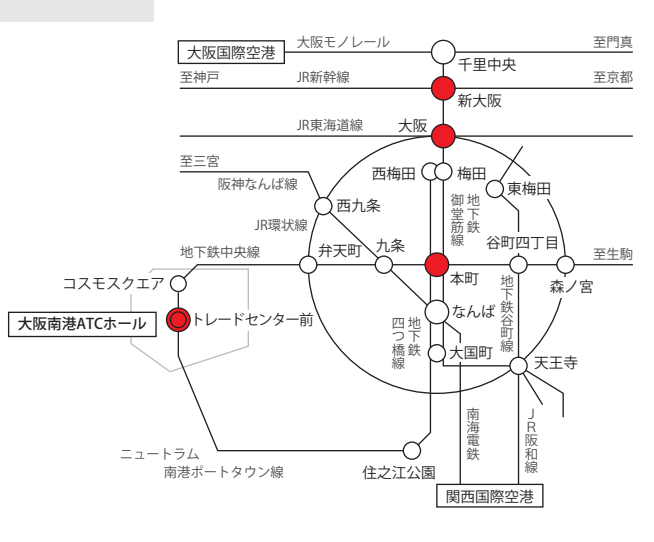 大阪モノレール
大阪国際空港
至門真
千里中央
至神戸
JR新幹線
至京都
新大阪
JR東海道線
大阪
至三宮
西梅田
梅田
阪神なんば線
東梅田
地下鉄
御堂筋線
西九条
JR環状線
弁天町
九条
谷町四丁目
地下鉄中央線
至生駒
本町
コスモスクエア
森ノ宮
地下鉄谷町線
大阪南港ATCホール
トレードセンター前
なんば
地下鉄
四つ橋線
大国町
天王寺
南海電鉄
JR阪和線
ニュートラム
南港ポートタウン線
住之江公園
関西国際空港